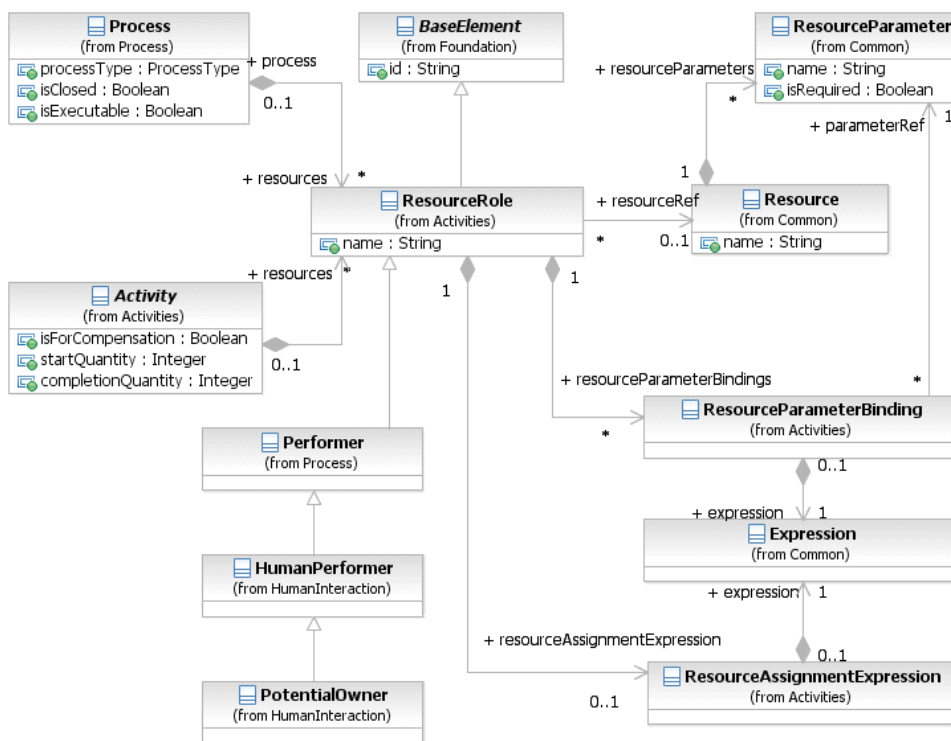 Process
(from Process)
processType : ProcessType
isClosed : Boolean
isExecutable : Boolean
+ process
0..1
BaseElement
(from Foundation)
id : String
ResourceParameter
(from Common)
name : String
isRequired : Boolean
+ resourceParameters
*
+ parameterRef
1
+ resources
*
1
ResourceRole
(from Activities)
name : String
+ resourceRef
*
0..1
Resource
(from Common)
name : String
+ resources
*
1
1
Activity
(from Activities)
isForCompensation : Boolean
startQuantity : Integer
completionQuantity : Integer
0..1
+ resourceParameterBindings
*
*
ResourceParameterBinding
(from Activities)
0..1
Performer
(from Process)
+ expression
1
Expression
(from Common)
HumanPerformer
(from HumanInteraction)
+ expression
1
+ resourceAssignmentExpression
0..1
0..1
ResourceAssignmentExpression
(from Activities)
PotentialOwner
(from HumanInteraction)